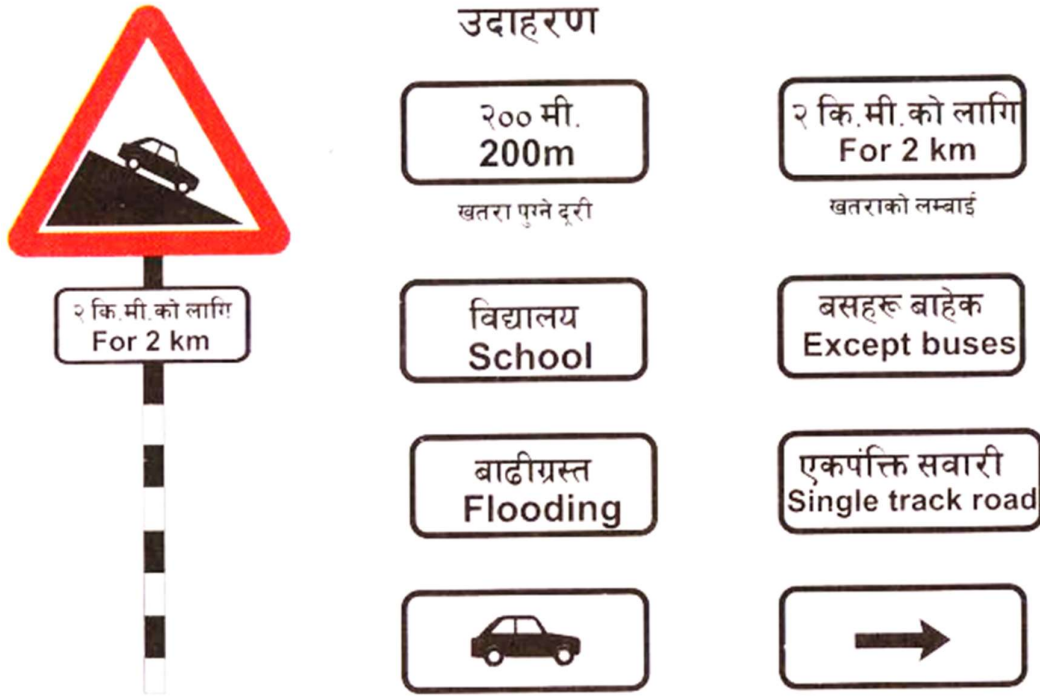 उदाहरण
२०० मी.
200m
खतरा पुग्ने दूरी
२ कि.मी.को लागि
For 2 km
खतराको लम्बाई
२ कि.मी.को लागि
For 2 km
विद्यालय
School
बसहरू बाहेक
Except buses
बाढीग्रस्त
Flooding
एकपंक्ति सवारी
Single track road